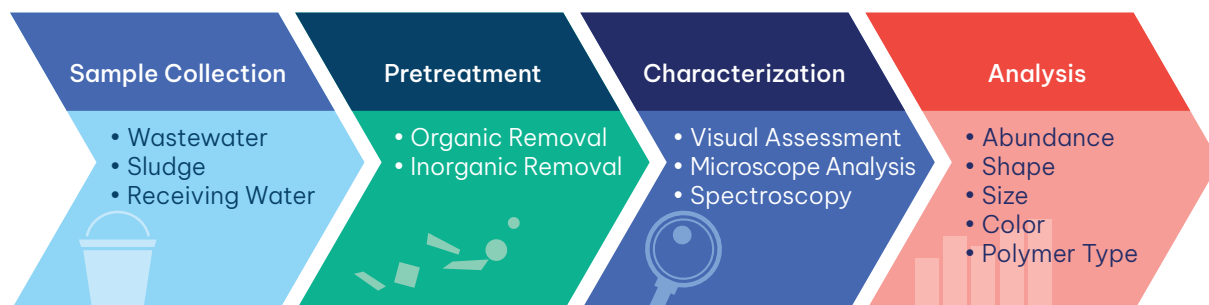 Sample Collection
• Wastewater
• Sludge
• Receiving Water
Pretreatment
• Organic Removal
• Inorganic Removal
Characterization
• Visual Assessment
• Microscope Analysis
• Spectroscopy
Analysis
• Abundance
• Shape
• Size
• Color
• Polymer Type